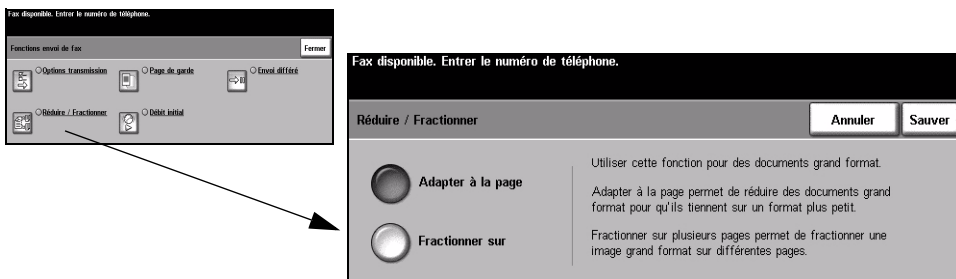 Fax disponible. Entrer le numéro de téléphone.
Fonctions envoi de fax
Fermer
Options transmission
Page de garde
Envoi différé
Réduire / Fractionner
Débit initial
Fax disponible. Entrer le numéro de téléphone.
Réduire / Fractionner
Annuler
Sauver
Adapter à la page
Fractionner sur
Utiliser cette fonction pour des documents grand format.
Adapter à la page permet de réduire des documents grand
format pour qu'ils tiennent sur un format plus petit.
Fractionner sur plusieurs pages permet de fractionner une
image grand format sur différentes pages.